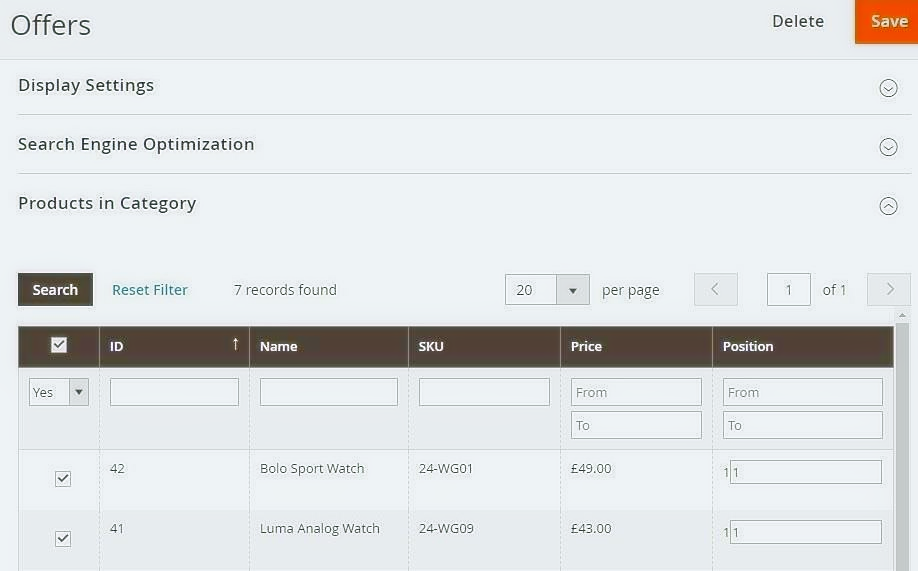 Offers Delete Save
Display Settings
Search Engine Optimization
Products in Category
Search Reset Filter 7 records found 20 per page 1 of 1
ID ↑ Name SKU Price Position
Yes From From
To To
42 Bolo Sport Watch 24-WG01 £49.00 1 1
41 Luma Analog Watch 24-WG09 £43.00 1 1